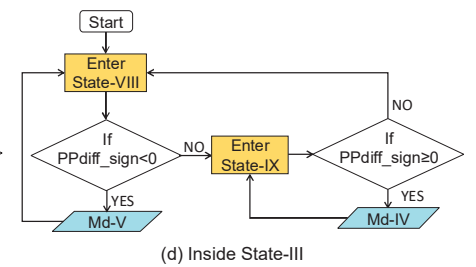 Start
Enter
State-VIII
If
PPdiff_sign<0
NO
YES
Md-V
Enter
State-IX
NO
If
PPdiff_sign≥0
YES
Md-IV
(d) Inside State-III